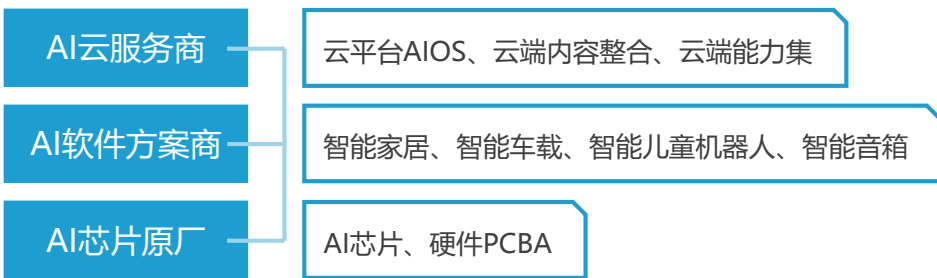 AI云服务商
云平台AIOS、云端内容整合、云端能力集
AI软件方案商
智能家居、智能车载、智能儿童机器人、智能音箱
AI芯片原厂
AI芯片、硬件PCBA